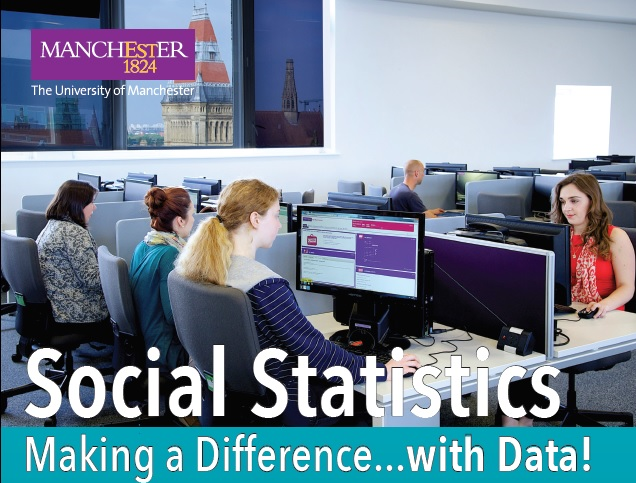 MANCHESTER
1824
The University of Manchester
Social Statistics
Making a Difference...with Data!